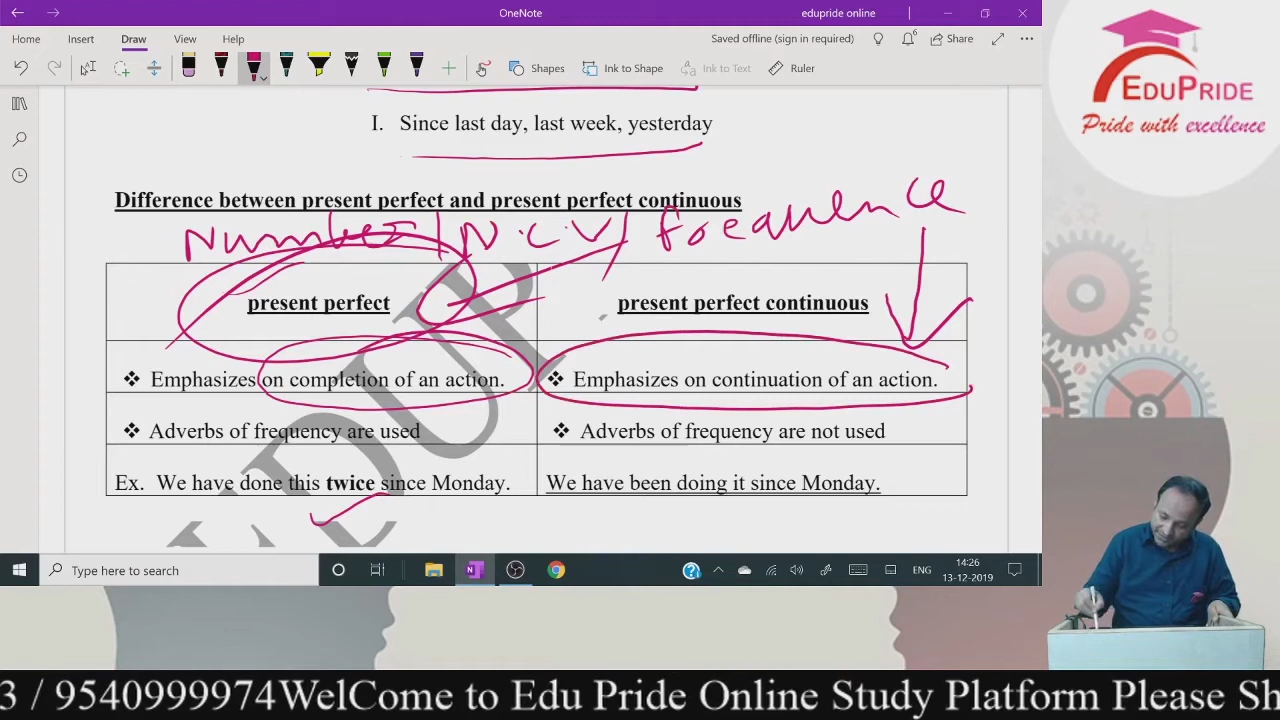 OneNote
edupride online
Home Insert Draw View Help
Saved offline (sign in required)
6
Share
Shapes
Ink to Shape
Ink to Text
Ruler
EDUPRIDE
Pride with excellence
I. Since last day, last week, yesterday
Difference between present perfect and present perfect continuous
Number | N.C.V | frequence
present perfect
present perfect continuous
❖ Emphasizes on completion of an action.
❖ Emphasizes on continuation of an action.
❖ Adverbs of frequency are used
❖ Adverbs of frequency are not used
Ex. We have done this twice since Monday.
We have been doing it since Monday.
Type here to search
N
ENG
14:26
13-12-2019
3 / 9540999974WelCome to Edu Pride Online Study Platform Please Sh